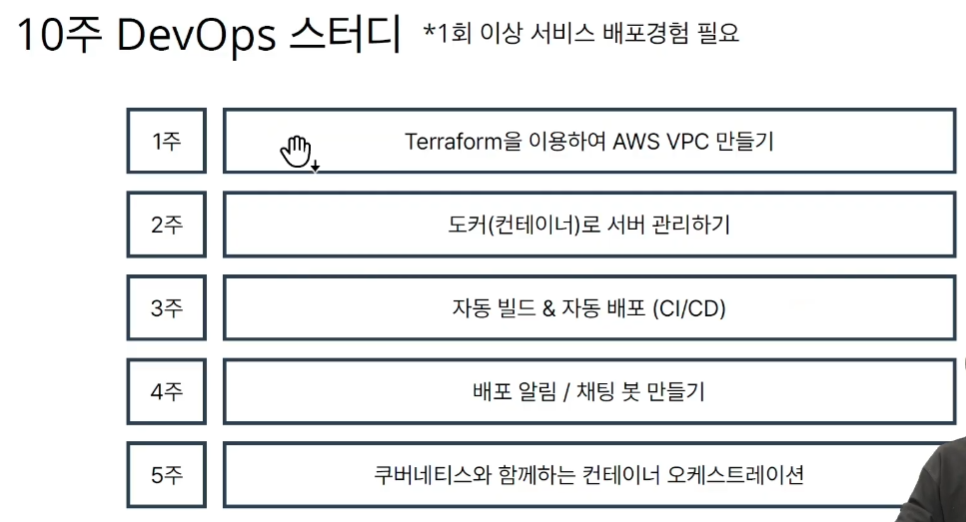 10주 DevOps 스터디 *1회 이상 서비스 배포경험 필요
1주 Terraform을 이용하여 AWS VPC 만들기
2주 도커(컨테이너)로 서버 관리하기
3주 자동 빌드 & 자동 배포 (CI/CD)
4주 배포 알림 / 채팅 봇 만들기
5주 쿠버네티스와 함께하는 컨테이너 오케스트레이션